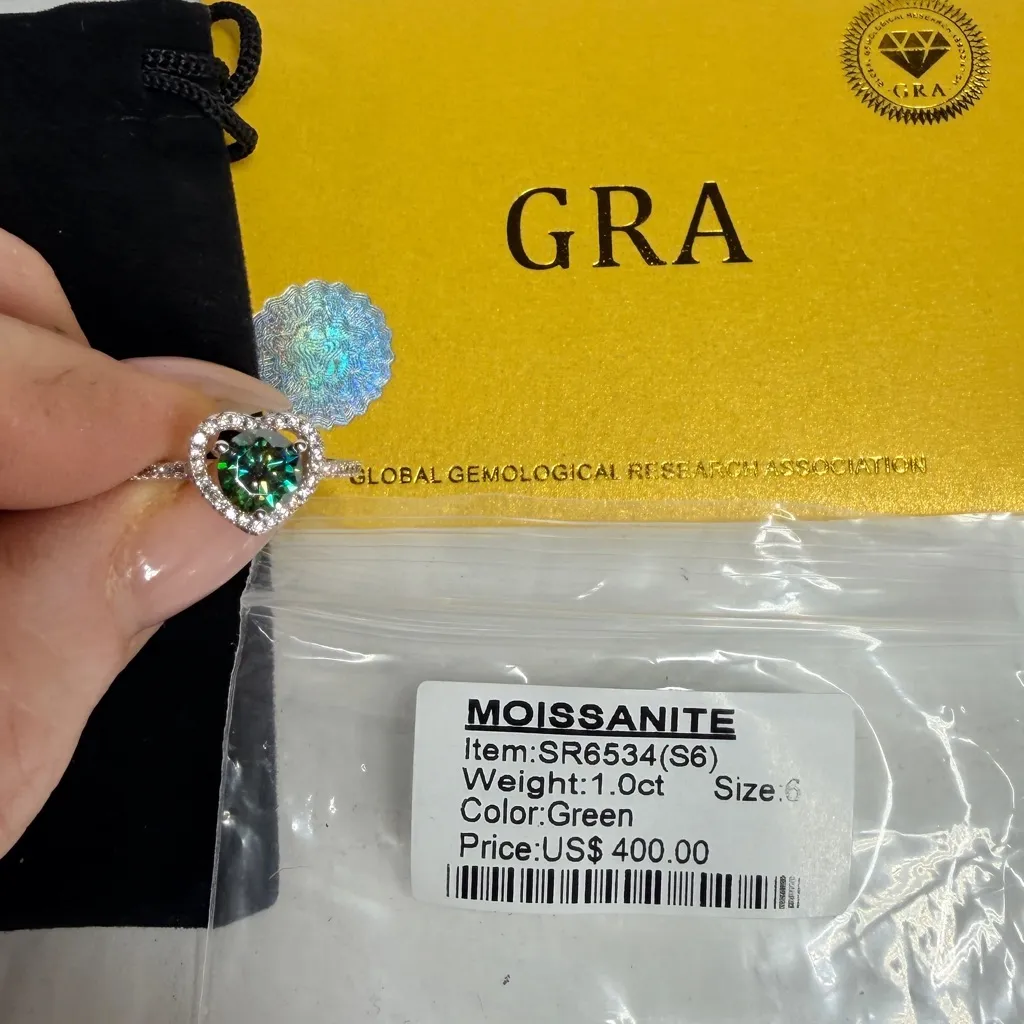 GRA
GRA
GLOBAL GEMOLOGICAL RESEARCH ASSOCIATION
MOISSANITE
Item:SR6534(S6)
Weight:1.0ct Size:6
Color:Green
Price:US$ 400.00